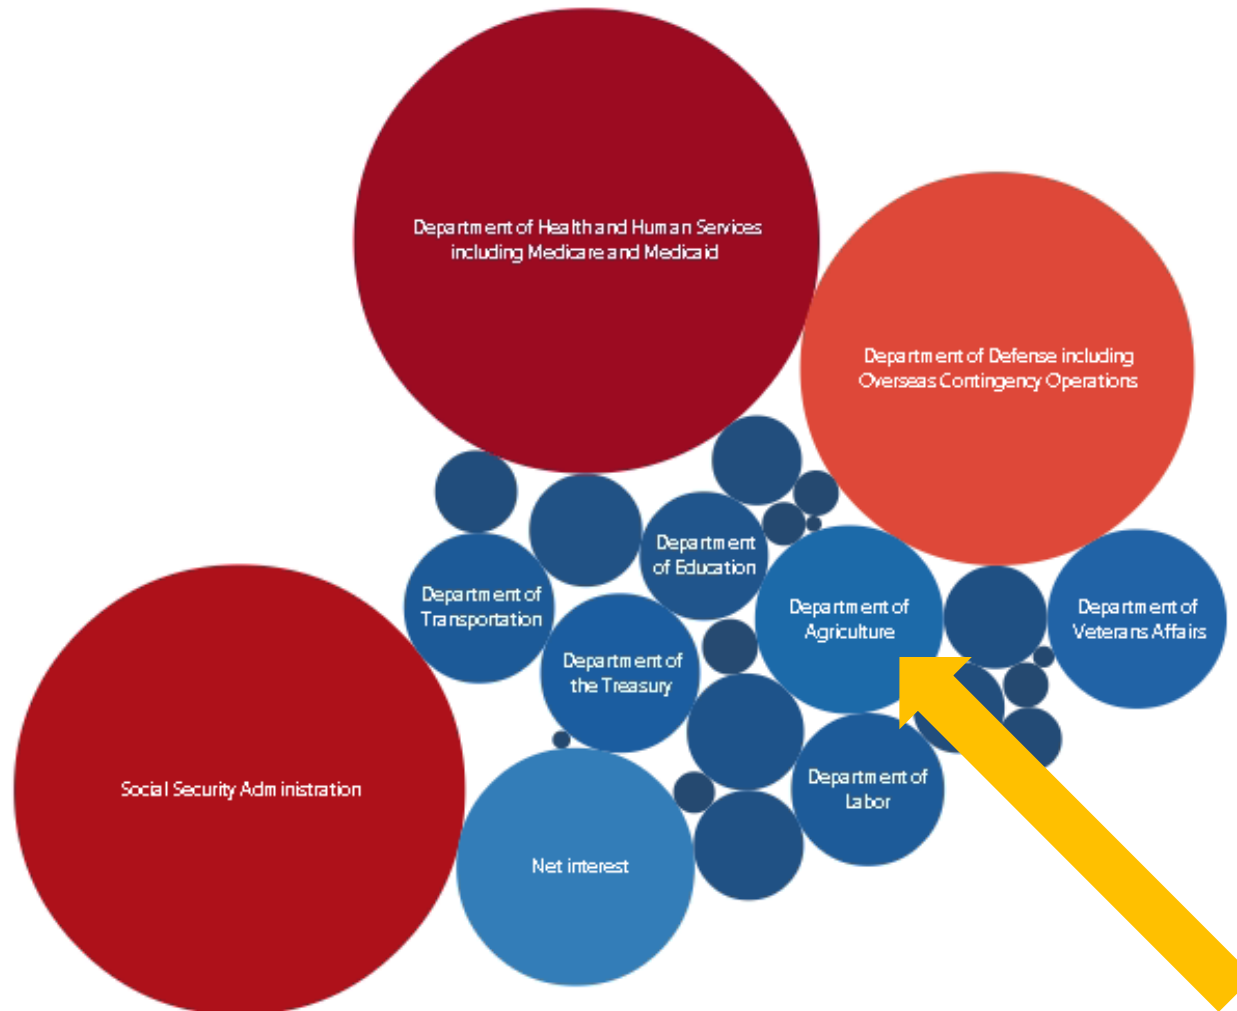 Department of Health and Human Services
including Medicare and Medicaid
Department of Defense including
Overseas Contingency Operations
Department
of Education
Department of
Transportation
Department of
Agriculture
Department of
Veterans Affairs
Department of
the Treasury
Social Security Administration
Department of
Labor
Net interest